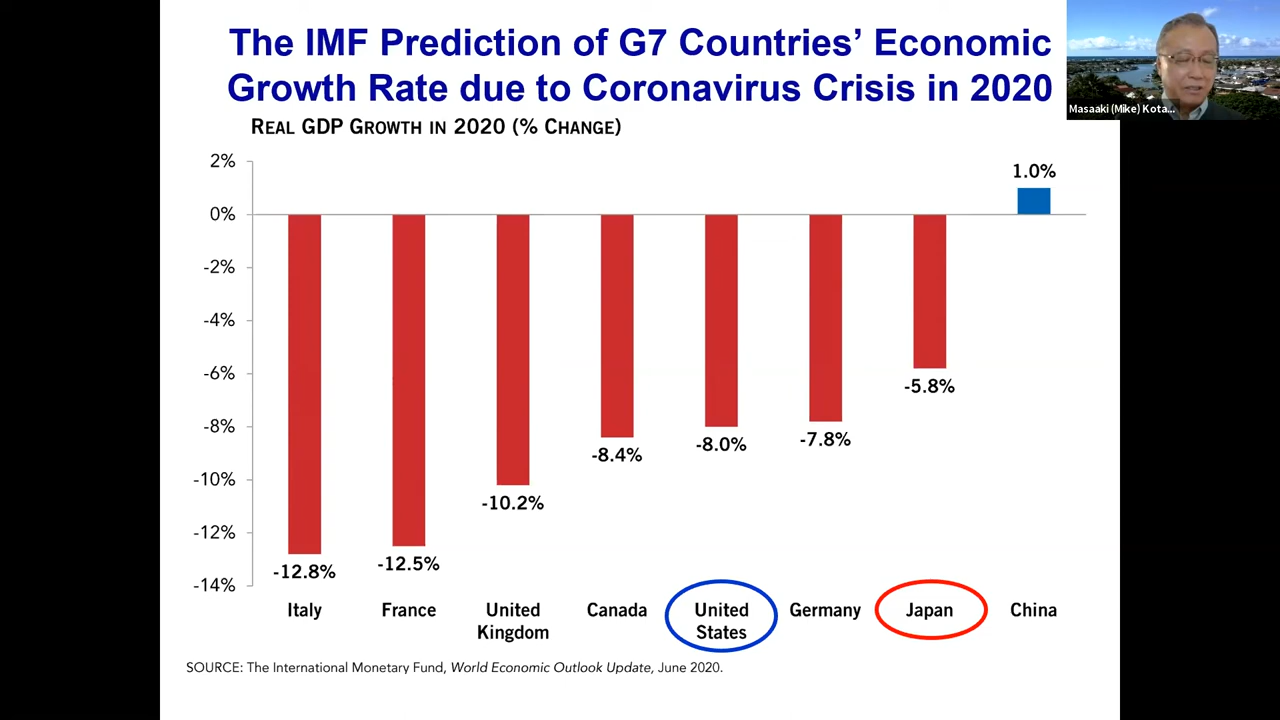 The IMF Prediction of G7 Countries' Economic
Growth Rate due to Coronavirus Crisis in 2020
Masaaki (Mike) Kota...
REAL GDP GROWTH IN 2020 (% CHANGE)
2%
0%
-2%
-4%
-6%
-8%
-10%
-12%
-14%
-12.8%
-12.5%
-10.2%
-8.4%
-8.0%
-7.8%
-5.8%
1.0%
Italy
France
United
Kingdom
Canada
United
States
Germany
Japan
China
SOURCE: The International Monetary Fund, World Economic Outlook Update, June 2020.